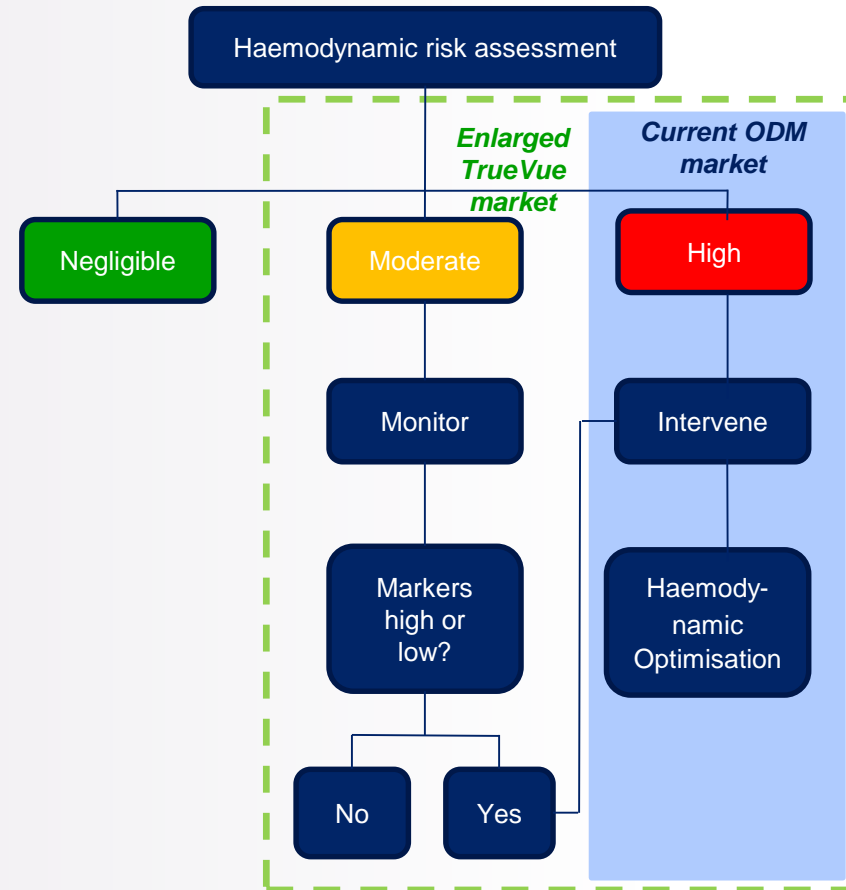 Haemodynamic risk assessment
Enlarged
TrueVue
market
Current ODM
market
Negligible
Moderate
High
Monitor
Intervene
Markers
high or
low?
Haemody-
namic
Optimisation
No
Yes